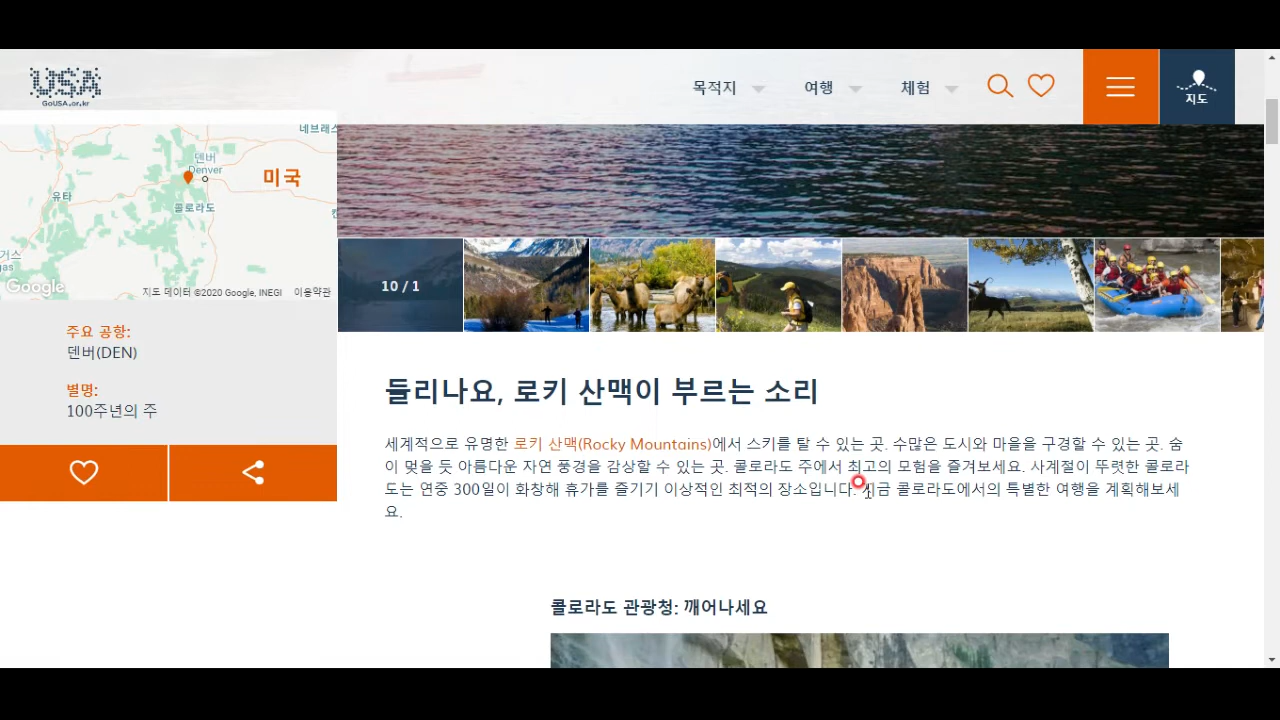 USA
GoUSA.or.kr
목적지
여행
체험
지도
네브래스
덴버
Denver
미국
유타
콜로라도
거스
gas
Google
지도 데이터 ©2020 Google, INEGI
이용약관
10 / 1
주요 공항:
덴버(DEN)
별명:
100주년의 주
들리나요, 로키 산맥이 부르는 소리
세계적으로 유명한 로키 산맥(Rocky Mountains)에서 스키를 탈 수 있는 곳. 수많은 도시와 마을을 구경할 수 있는 곳. 숨
이 멎을 듯 아름다운 자연 풍경을 감상할 수 있는 곳. 콜로라도 주에서 최고의 모험을 즐겨보세요. 사계절이 뚜렷한 콜로라
도는 연중 300일이 화창해 휴가를 즐기기 이상적인 최적의 장소입니다. 지금 콜로라도에서의 특별한 여행을 계획해보세
요.
콜로라도 관광청: 깨어나세요